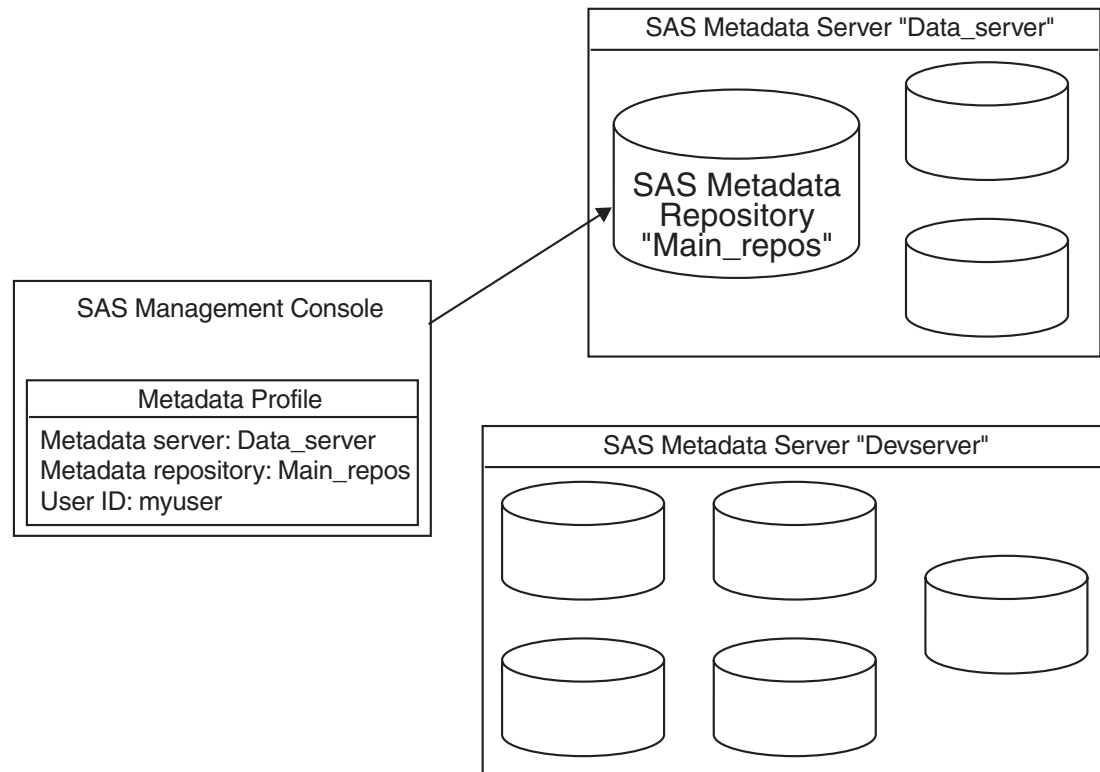 SAS Metadata Server "Data_server"
SAS Metadata
Repository
"Main_repos"
SAS Management Console
Metadata Profile
Metadata server: Data_server
Metadata repository: Main_repos
User ID: myuser
SAS Metadata Server "Devserver"